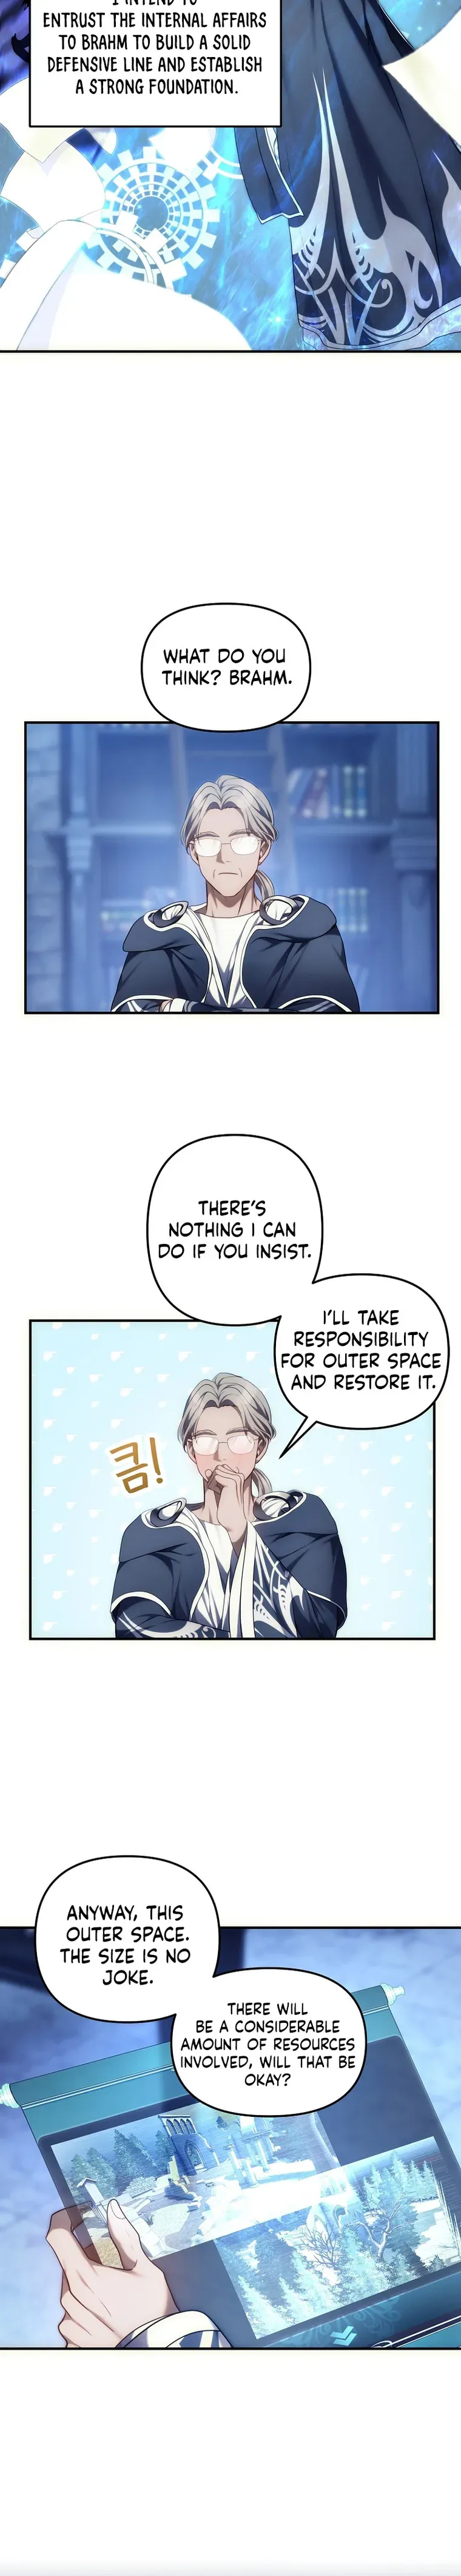 I INTEND TO
ENTRUST THE INTERNAL AFFAIRS
TO BRAHM TO BUILD A SOLID
DEFENSIVE LINE AND ESTABLISH
A STRONG FOUNDATION.
WHAT DO YOU
THINK? BRAHM.
THERE'S
NOTHING I CAN
DO IF YOU INSIST.
I'LL TAKE
RESPONSIBILITY
FOR OUTER SPACE
AND RESTORE IT.
큼!
ANYWAY, THIS
OUTER SPACE.
THE SIZE IS NO
JOKE.
THERE WILL
BE A CONSIDERABLE
AMOUNT OF RESOURCES
INVOLVED, WILL THAT BE
OKAY?